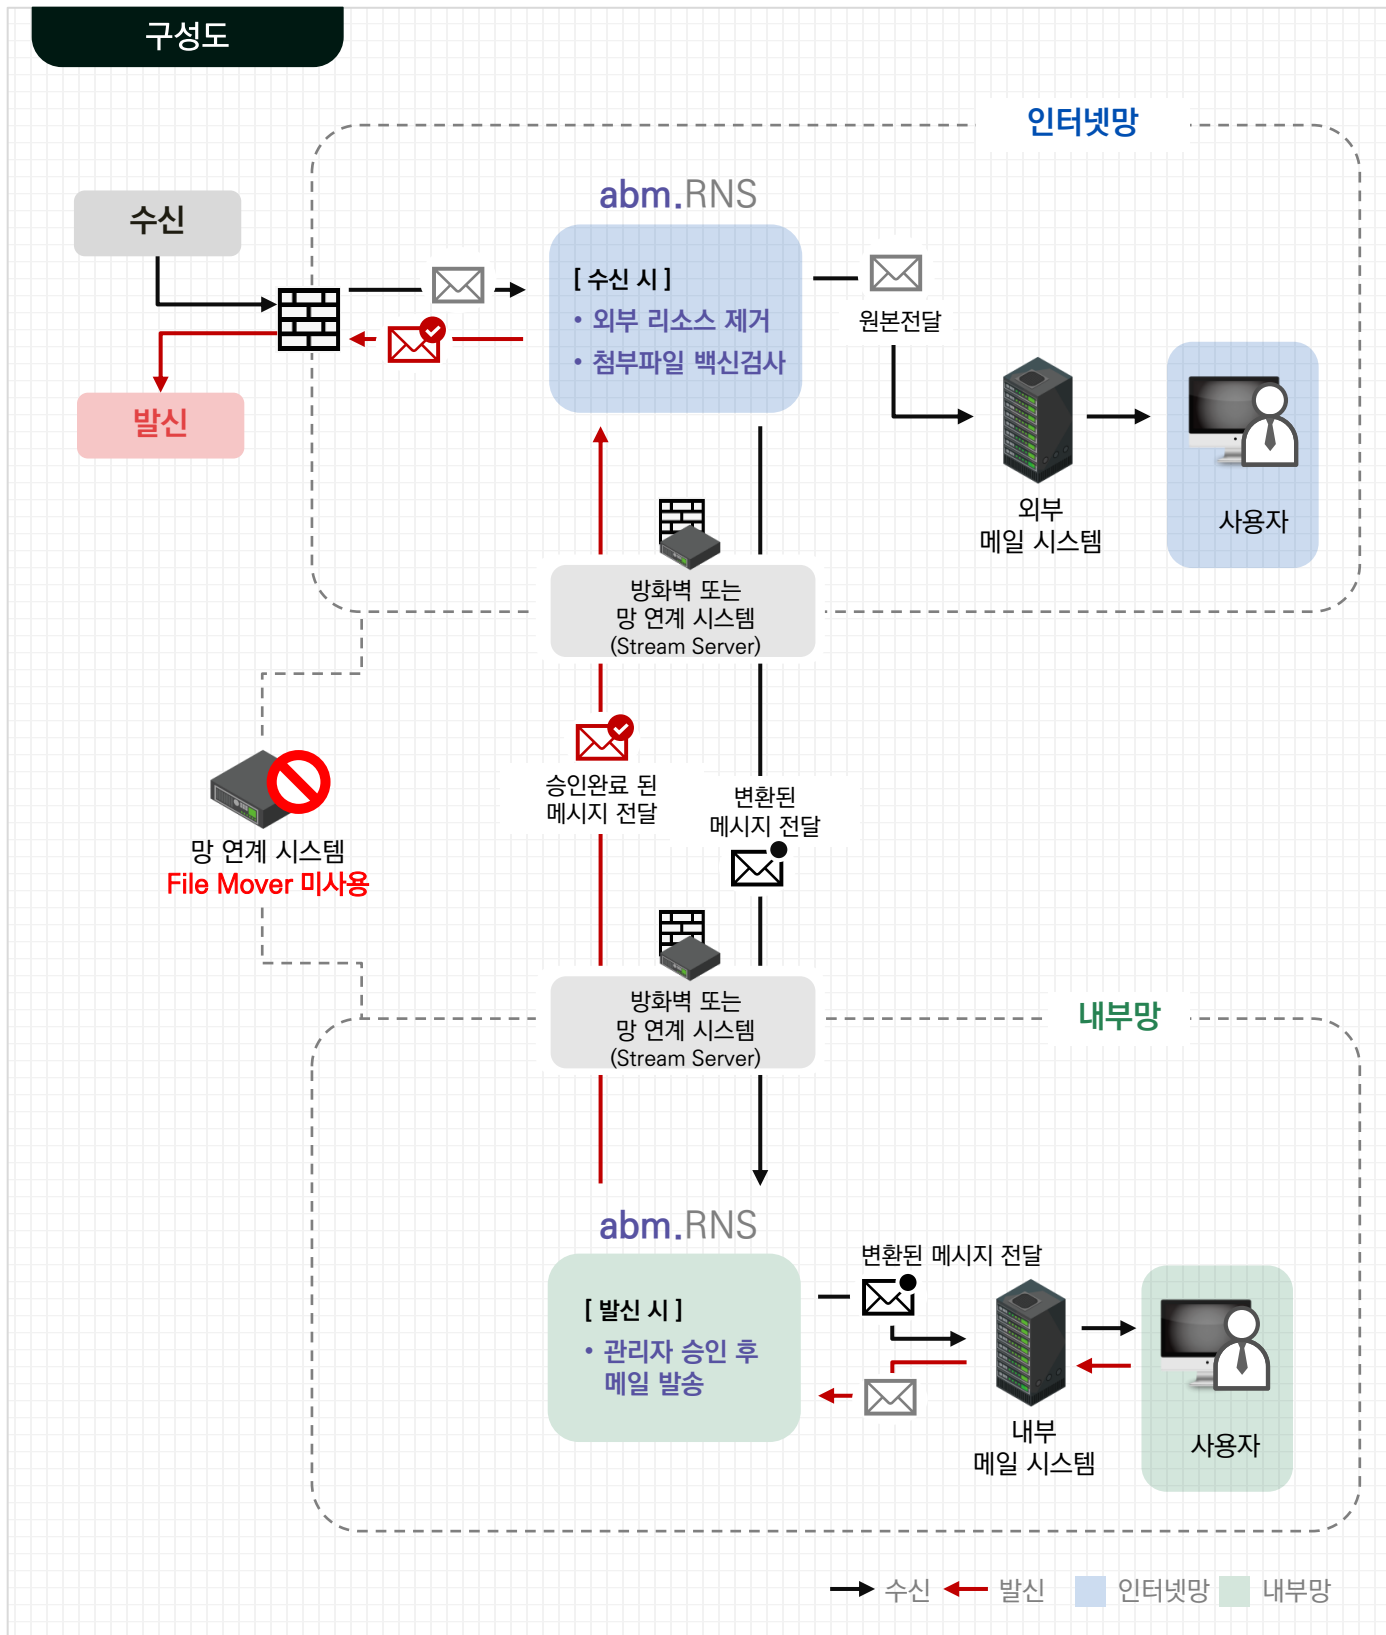 구성도
인터넷망
abm.RNS
수신
[ 수신 시 ]
• 외부 리소스 제거
• 첨부파일 백신검사
원본전달
발신
외부
메일 시스템
사용자
방화벽 또는
망 연계 시스템
(Stream Server)
승인완료 된
메시지 전달
변환된
메시지 전달
망 연계 시스템
File Mover 미사용
방화벽 또는
망 연계 시스템
(Stream Server)
내부망
abm.RNS
[ 발신 시 ]
• 관리자 승인 후
메일 발송
변환된 메시지 전달
내부
메일 시스템
사용자
수신 발신 인터넷망 내부망